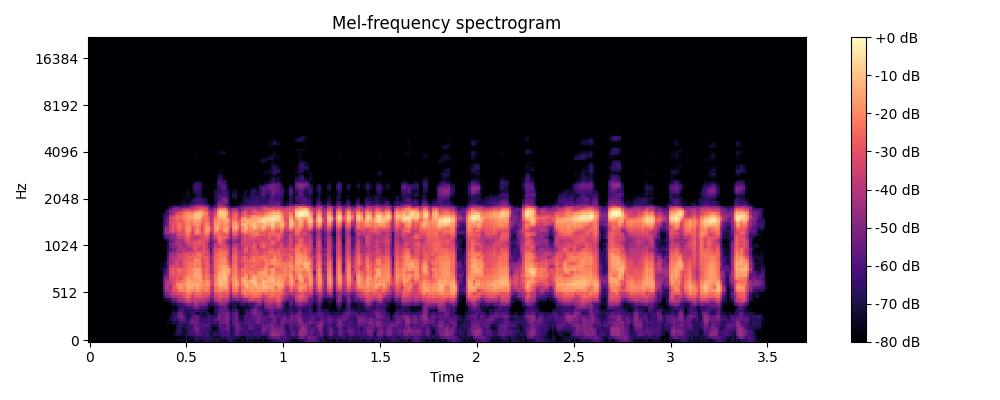 Mel-frequency spectrogram
Hz
16384
8192
4096
2048
1024
512
0
0
0.5
1
1.5
2
2.5
3
3.5
Time
+0 dB
-10 dB
-20 dB
-30 dB
-40 dB
-50 dB
-60 dB
-70 dB
-80 dB